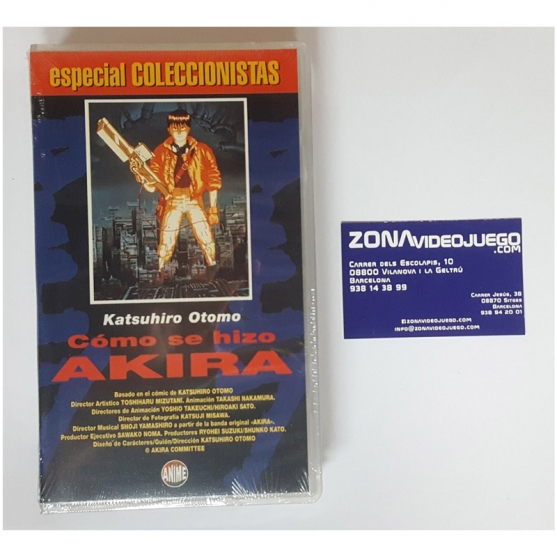 especial COLECCIONISTAS
Katsuhiro Otomo
Cómo se hizo
AKIRA
Basado en el cómic de KATSUHIRO OTOMO
Director Artístico TOSHIHARU MIZUTANI. Animación TAKASHI NAKAMURA.
Directores de Animación YOSHIO TAKEUCHI/HIROAKI SATO.
Director de Fotografía KATSUJI MISAWA.
Director Musical SHOJI YAMASHIRO a partir de la banda original «AKIRA».
Productor Ejecutivo SAWAKO NOMA. Productores RYOHEI SUZUKI/SHUNKO KATO.
Diseño de Carácteres/Guión/Dirección KATSUHIRO OTOMO
© AKIRA COMMITTEE
ANIME
ZONAVIDEOJUEGO
.COM
CARRER DELS ESCOLAPIS, 10
08800 VILANOVA I LA GELTRÚ
BARCELONA
938 14 38 99
CARRER JESÚS, 38
08870 SITGES
BARCELONA
938 94 20 01
@ZONAVIDEOJUEGO.COM
INFO@ZONAVIDEOJUEGO.COM